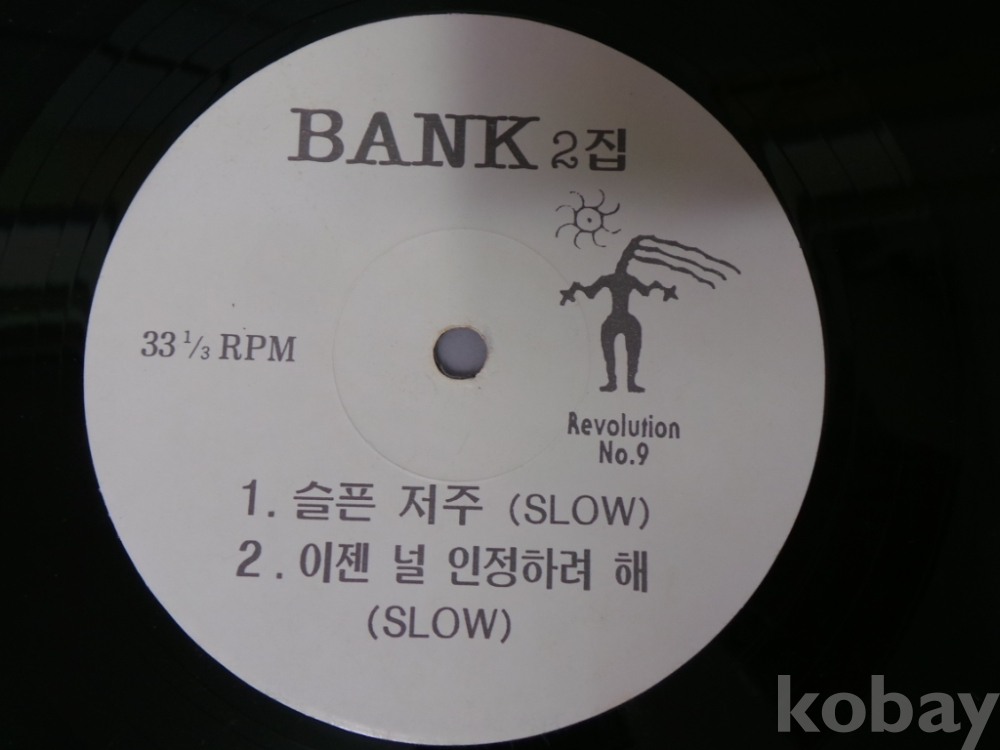 BANK 2집
33 1/3 RPM
Revolution
No.9
1. 슬픈 저주 (SLOW)
2. 이젠 널 인정하려 해
(SLOW)
kobay